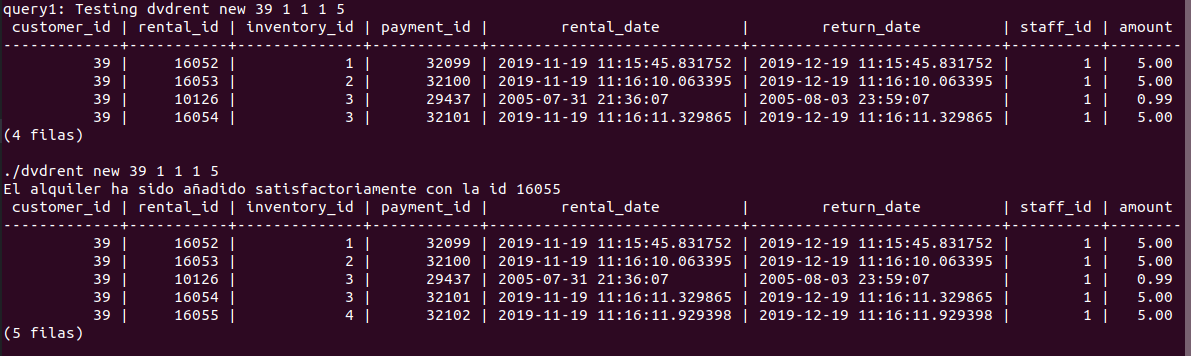 query1: Testing dvdrent new 39 1 1 1 5
 customer_id | rental_id | inventory_id | payment_id |        rental_date         |        return_date         | staff_id | amount
-------------+-----------+--------------+------------+----------------------------+----------------------------+----------+--------
          39 |     16052 |            1 |      32099 | 2019-11-19 11:15:45.831752 | 2019-12-19 11:15:45.831752 |        1 |   5.00
          39 |     16053 |            2 |      32100 | 2019-11-19 11:16:10.063395 | 2019-12-19 11:16:10.063395 |        1 |   5.00
          39 |     10126 |            3 |      29437 | 2005-07-31 21:36:07        | 2005-08-03 23:59:07        |        1 |   0.99
          39 |     16054 |            3 |      32101 | 2019-11-19 11:16:11.329865 | 2019-12-19 11:16:11.329865 |        1 |   5.00
(4 filas)

./dvdrent new 39 1 1 1 5
El alquiler ha sido añadido satisfactoriamente con la id 16055
 customer_id | rental_id | inventory_id | payment_id |        rental_date         |        return_date         | staff_id | amount
-------------+-----------+--------------+------------+----------------------------+----------------------------+----------+--------
          39 |     16052 |            1 |      32099 | 2019-11-19 11:15:45.831752 | 2019-12-19 11:15:45.831752 |        1 |   5.00
          39 |     16053 |            2 |      32100 | 2019-11-19 11:16:10.063395 | 2019-12-19 11:16:10.063395 |        1 |   5.00
          39 |     10126 |            3 |      29437 | 2005-07-31 21:36:07        | 2005-08-03 23:59:07        |        1 |   0.99
          39 |     16054 |            3 |      32101 | 2019-11-19 11:16:11.329865 | 2019-12-19 11:16:11.329865 |        1 |   5.00
          39 |     16055 |            4 |      32102 | 2019-11-19 11:16:11.929398 | 2019-12-19 11:16:11.929398 |        1 |   5.00
(5 filas)